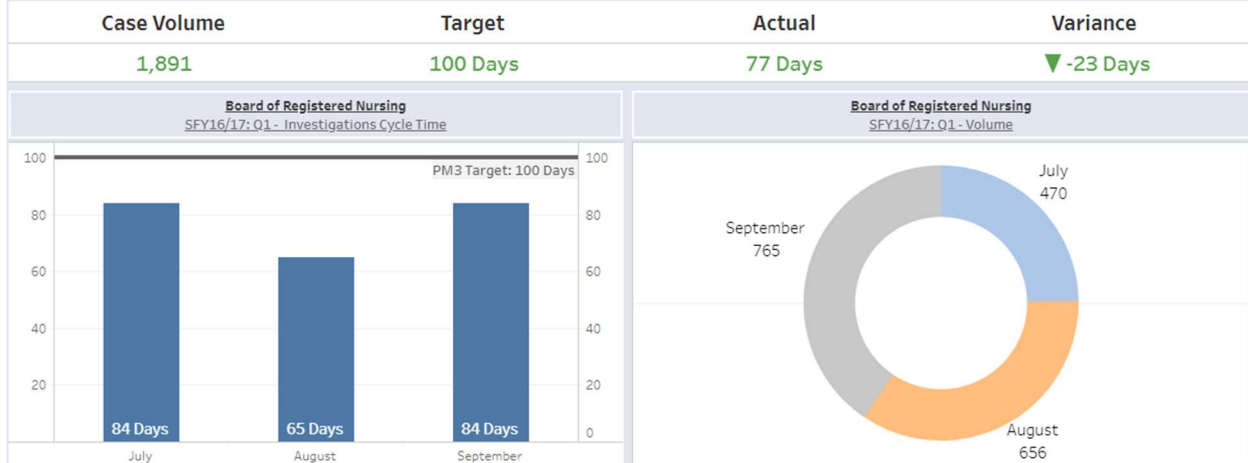 Case Volume Target Actual Variance
1,891 100 Days 77 Days ▼ -23 Days
Board of Registered Nursing
SFY16/17: Q1 - Investigations Cycle Time
100 100
PM3 Target: 100 Days
80 80
60 60
40 40
20 20
0
84 Days 65 Days 84 Days
July August September
Board of Registered Nursing
SFY16/17: Q1 - Volume
July
470
September
765
August
656